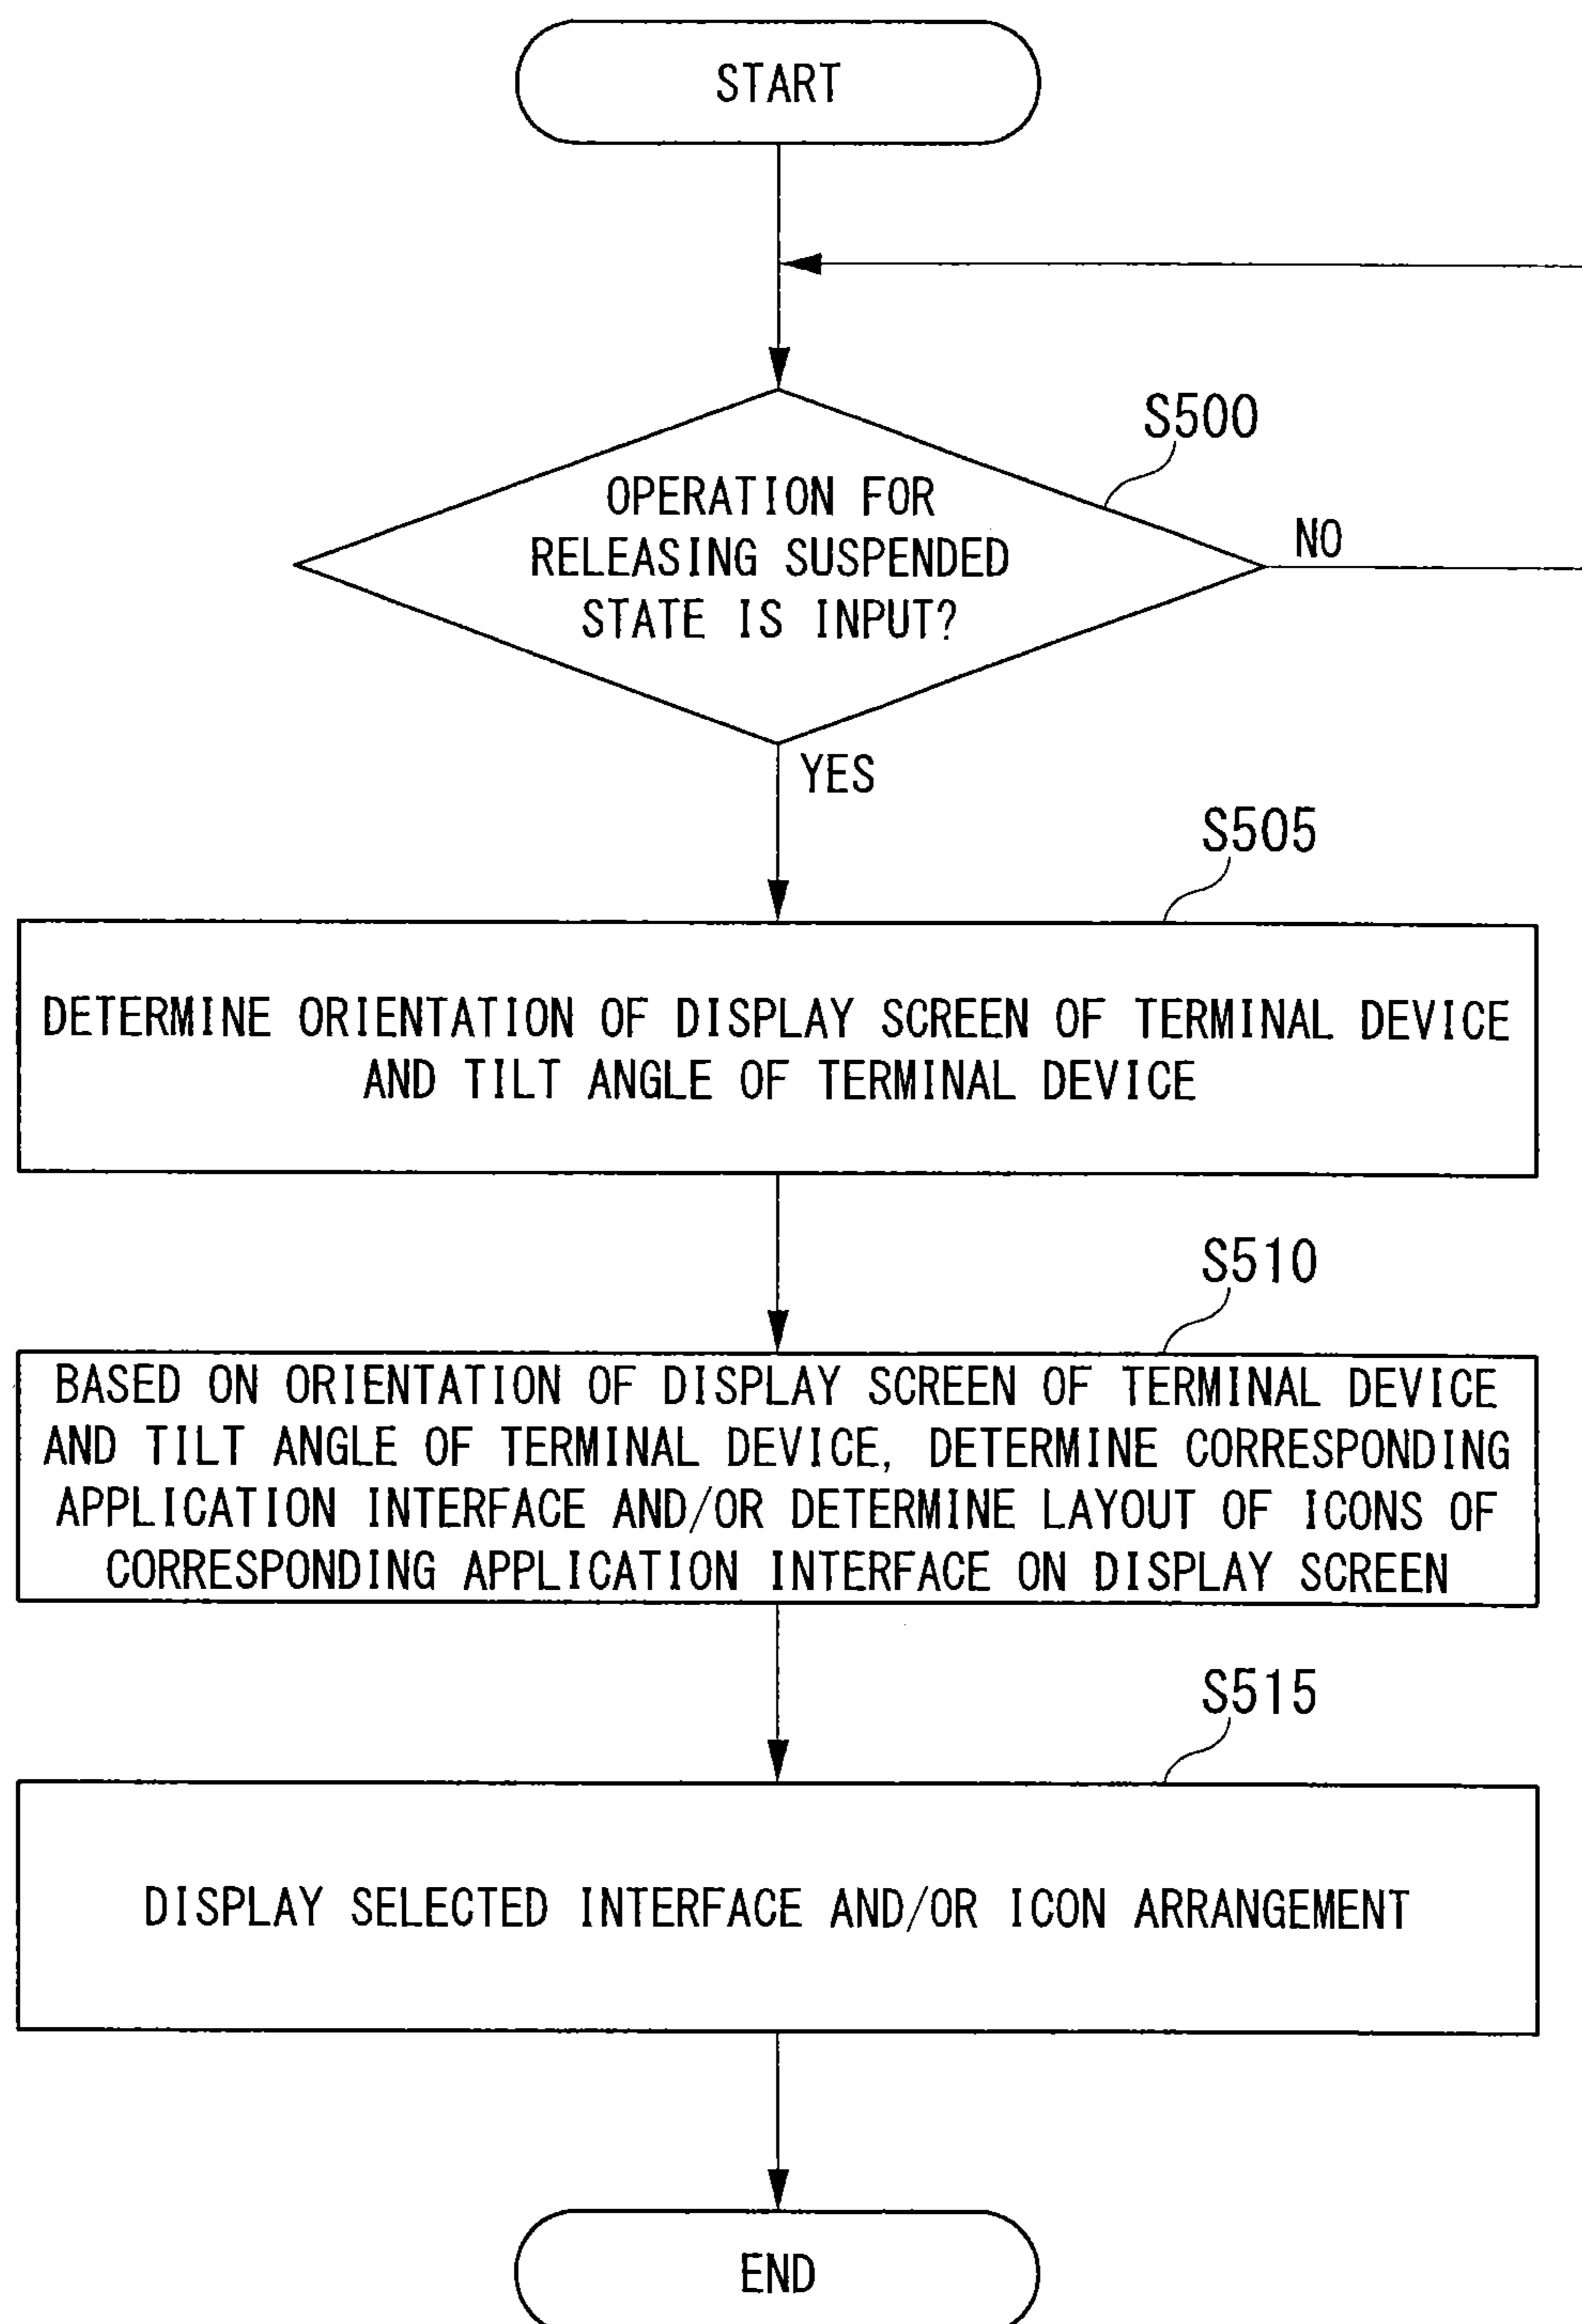 START
S500
OPERATION FOR
RELEASING SUSPENDED
STATE IS INPUT?
NO
YES
S505
DETERMINE ORIENTATION OF DISPLAY SCREEN OF TERMINAL DEVICE
AND TILT ANGLE OF TERMINAL DEVICE
S510
BASED ON ORIENTATION OF DISPLAY SCREEN OF TERMINAL DEVICE
AND TILT ANGLE OF TERMINAL DEVICE, DETERMINE CORRESPONDING
APPLICATION INTERFACE AND/OR DETERMINE LAYOUT OF ICONS OF
CORRESPONDING APPLICATION INTERFACE ON DISPLAY SCREEN
S515
DISPLAY SELECTED INTERFACE AND/OR ICON ARRANGEMENT
END